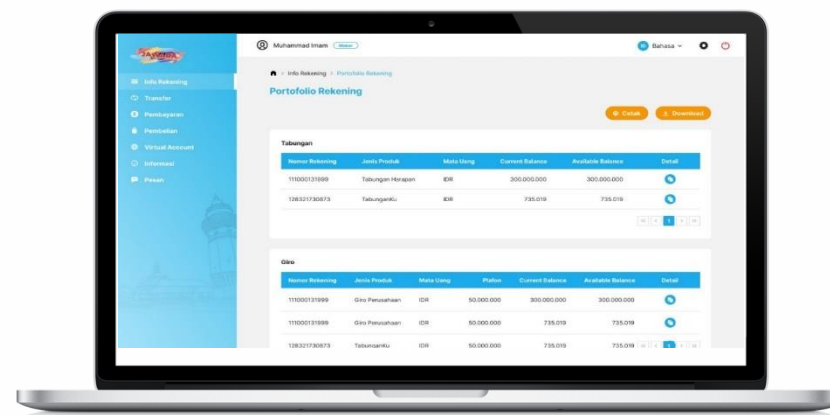 JAWARA
Muhammad Imam Maker
Bahasa
Info Rekening > Portofolio Rekening
Portofolio Rekening
Info Rekening
Transfer
Pembayaran
Pembelian
Virtual Account
Informasi
Pesan
Cetak Download
Tabungan
Nomor Rekening Jenis Produk Mata Uang Current Balance Available Balance Detail
111000131999 Tabungan Harapan IDR 300.000.000 300.000.000
128321730873 TabunganKu IDR 735.019 735.019
1
Giro
Nomor Rekening Jenis Produk Mata Uang Plafon Current Balance Available Balance Detail
111000131999 Giro Perusahaan IDR 50.000.000 300.000.000 300.000.000
111000131999 Giro Perusahaan IDR 50.000.000 735.019 735.019
128321730873 TabunganKu IDR 50.000.000 735.019 735.019
1